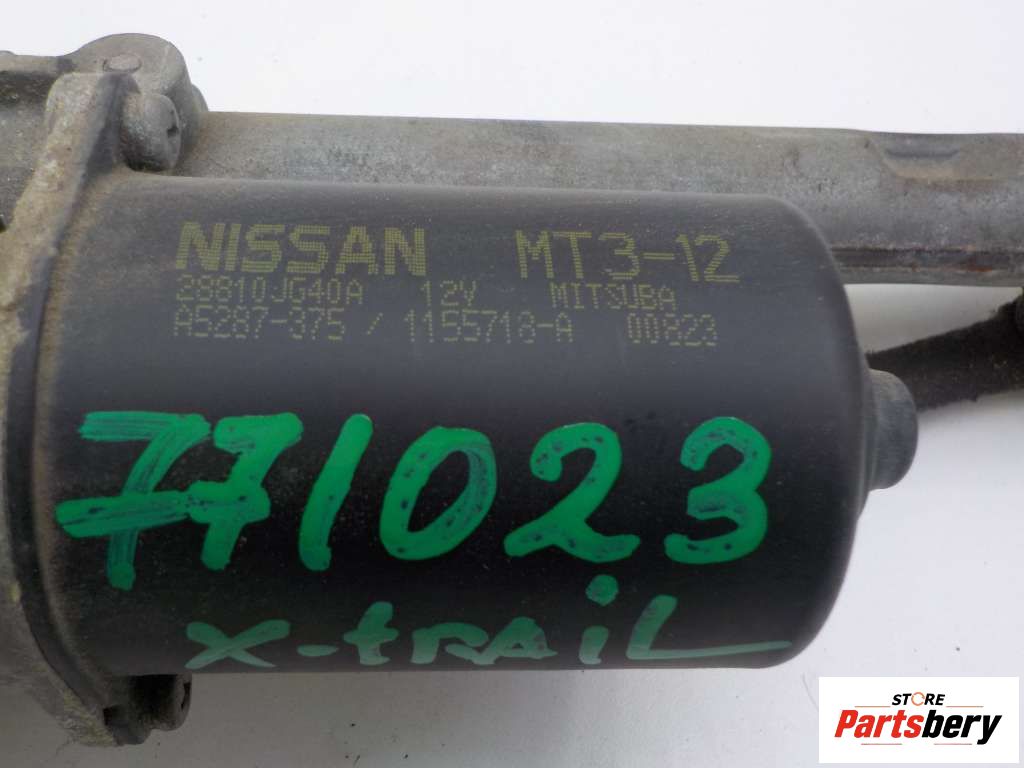 NISSAN MT3-12
28810JG40A 12V MITSUBA
A5287-375 / 1155718-A 00823
771023
x-trAiL
STORE
Partsbery